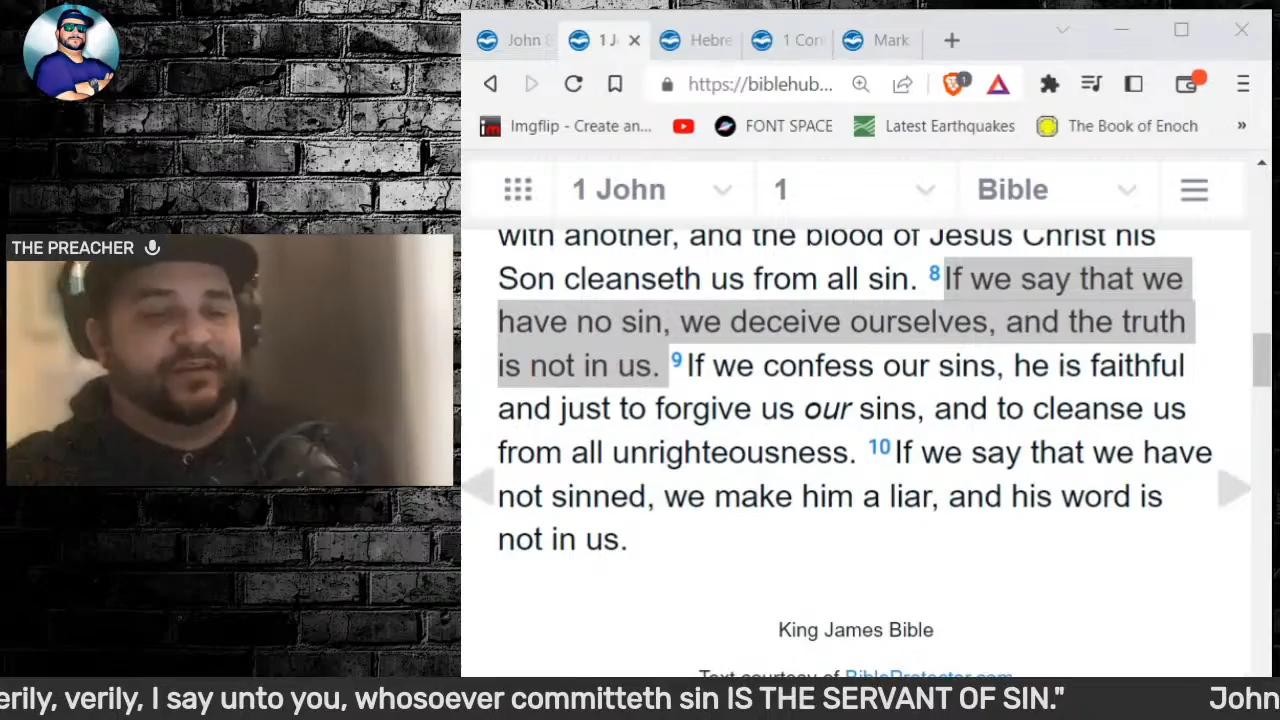 John
1 J
Hebre
1 Cor
Mark
https://biblehub...
1
Imgflip - Create an...
FONT SPACE
Latest Earthquakes
The Book of Enoch
»
1 John
1
Bible
THE PREACHER
with another, and the blood of Jesus Christ his
Son cleanseth us from all sin. 8 If we say that we
have no sin, we deceive ourselves, and the truth
is not in us. 9 If we confess our sins, he is faithful
and just to forgive us our sins, and to cleanse us
from all unrighteousness. 10 If we say that we have
not sinned, we make him a liar, and his word is
not in us.
King James Bible
Text courtesy of BibleProtector.com
erily, verily, I say unto you, whosoever committeth sin IS THE SERVANT OF SIN."
John